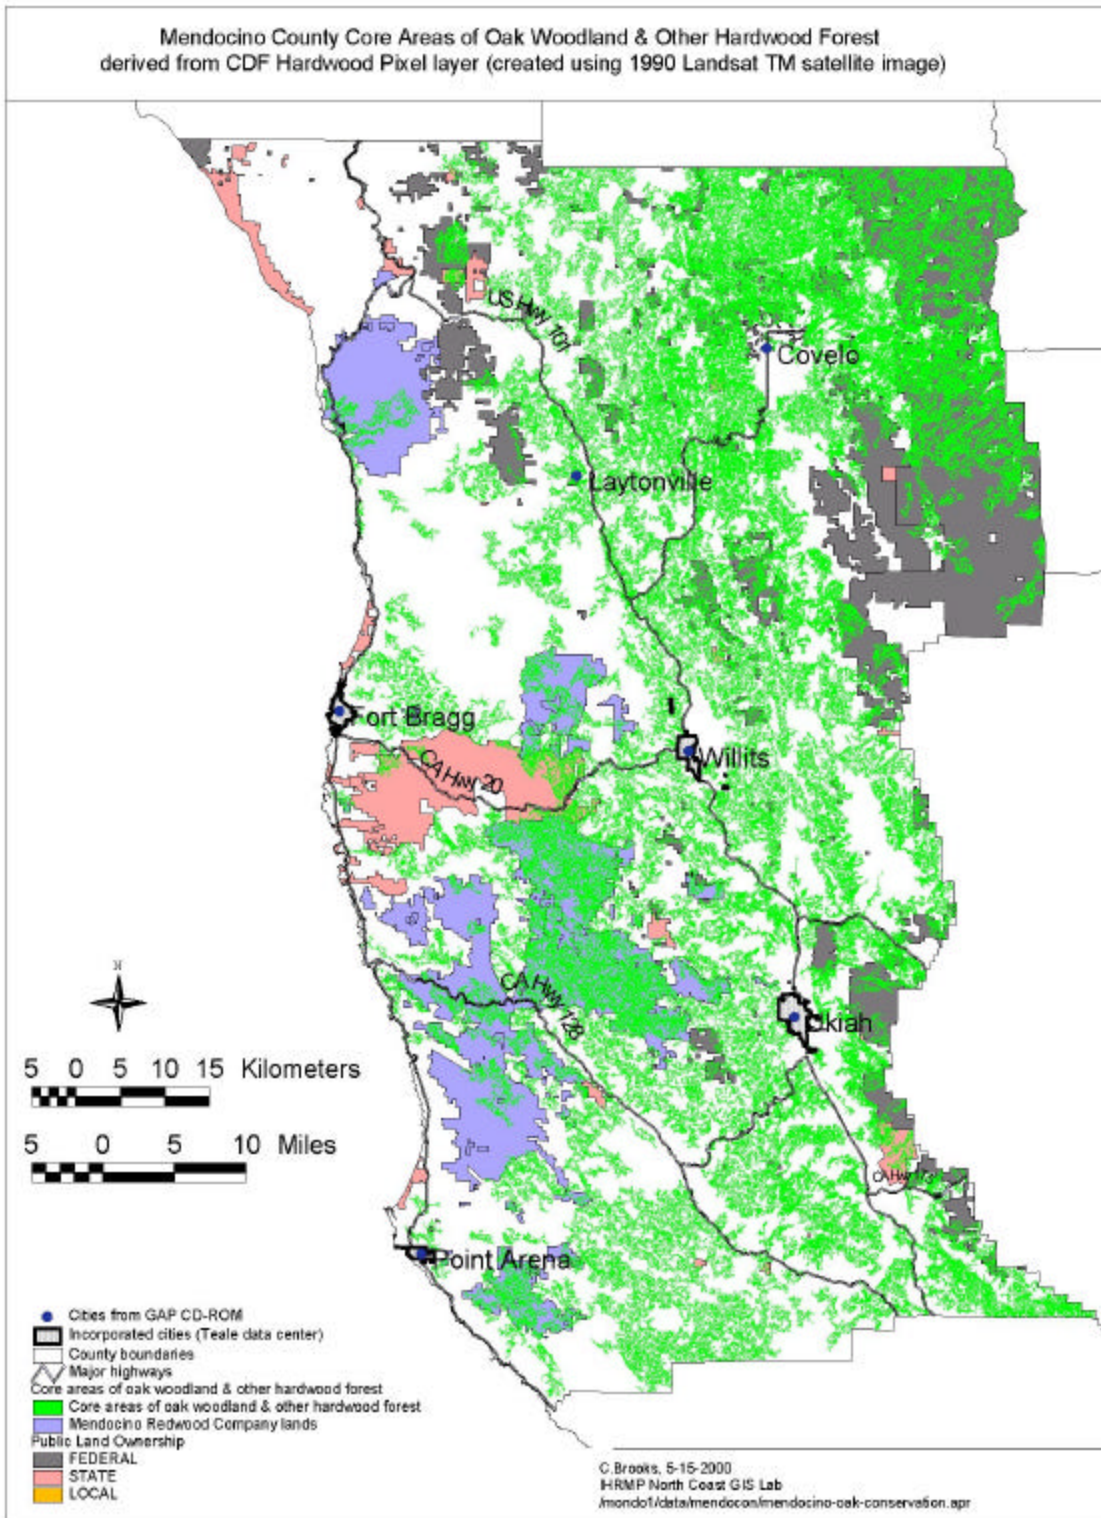 Mendocino County Core Areas of Oak Woodland & Other Hardwood Forest
derived from CDF Hardwood Pixel layer (created using 1990 Landsat TM satellite image)
US Hwy 101
Covelo
Laytonville
Fort Bragg
CA Hwy 20
Willits
CA Hwy 128
Ukiah
N
5 0 5 10 15 Kilometers
5 0 5 10 Miles
Point Arena
Cities from GAP CD-ROM
Incorporated cities (Teale data center)
County boundaries
Major highways
Core areas of oak woodland & other hardwood forest
Core areas of oak woodland & other hardwood forest
Mendocino Redwood Company lands
Public Land Ownership
FEDERAL
STATE
LOCAL
C.Brooks, 5-15-2000
IHRMP North Coast GIS Lab
/mondo1/data/mendocon/mendocino-oak-conservation.apr